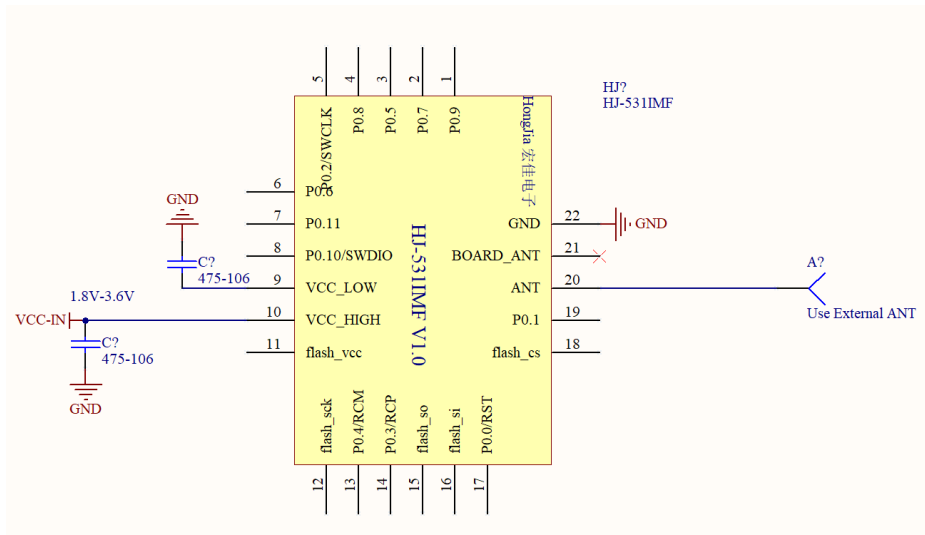 5
4
3
2
1
HJ?
HJ-531IMF
P0.2/SWCLK
P0.8
P0.5
P0.7
P0.9
HongJia 宏佳电子
6
P0.6
GND
7
P0.11
GND
22
GND
8
P0.10/SWDIO
BOARD_ANT
21
C?
475-106
9
VCC_LOW
ANT
20
A?
Use External ANT
1.8V-3.6V
VCC-IN
10
VCC_HIGH
P0.1
19
C?
475-106
11
flash_vcc
flash_cs
18
GND
HJ-531IMF V1.0
flash_sck
P0.4/RCM
P0.3/RCP
flash_so
flash_si
P0.0/RST
12
13
14
15
16
17